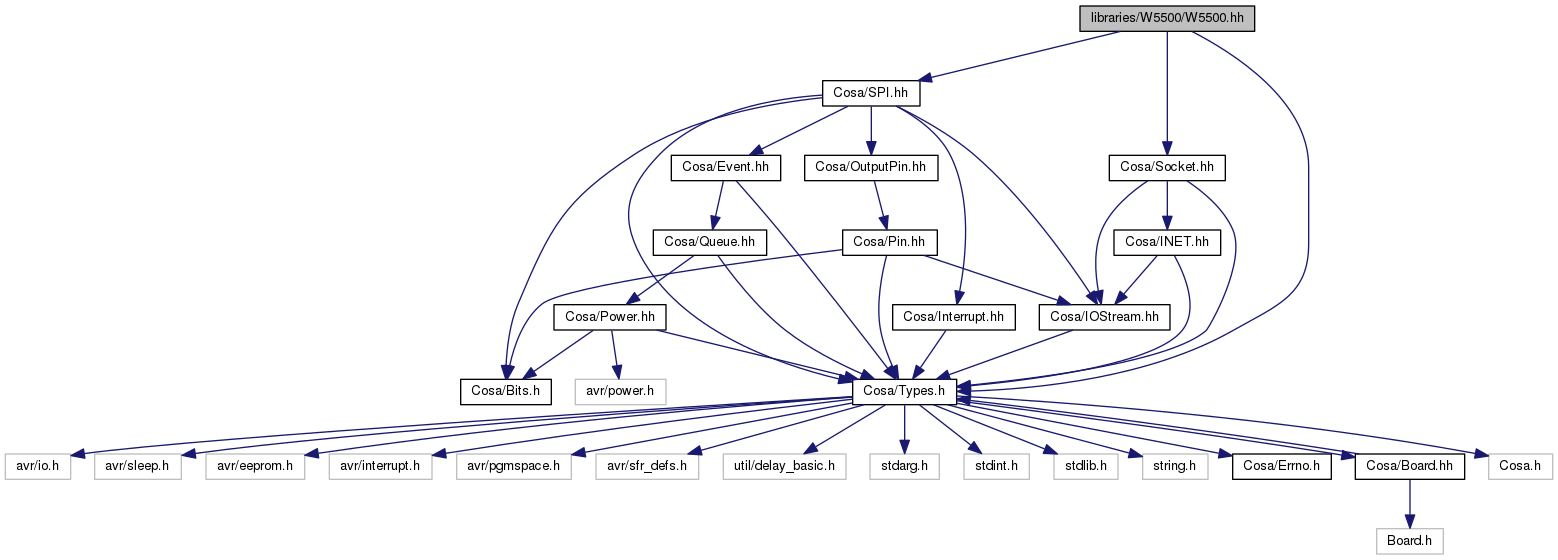 libraries/W5500/W5500.hh
Cosa/SPI.hh
Cosa/Event.hh
Cosa/OutputPin.hh
Cosa/Socket.hh
Cosa/Queue.hh
Cosa/Pin.hh
Cosa/INET.hh
Cosa/Power.hh
Cosa/Interrupt.hh
Cosa/IOStream.hh
Cosa/Bits.h
avr/power.h
Cosa/Types.h
avr/io.h
avr/sleep.h
avr/eeprom.h
avr/interrupt.h
avr/pgmspace.h
avr/sfr_defs.h
util/delay_basic.h
stdarg.h
stdint.h
stdlib.h
string.h
Cosa/Errno.h
Cosa/Board.hh
Cosa.h
Board.h